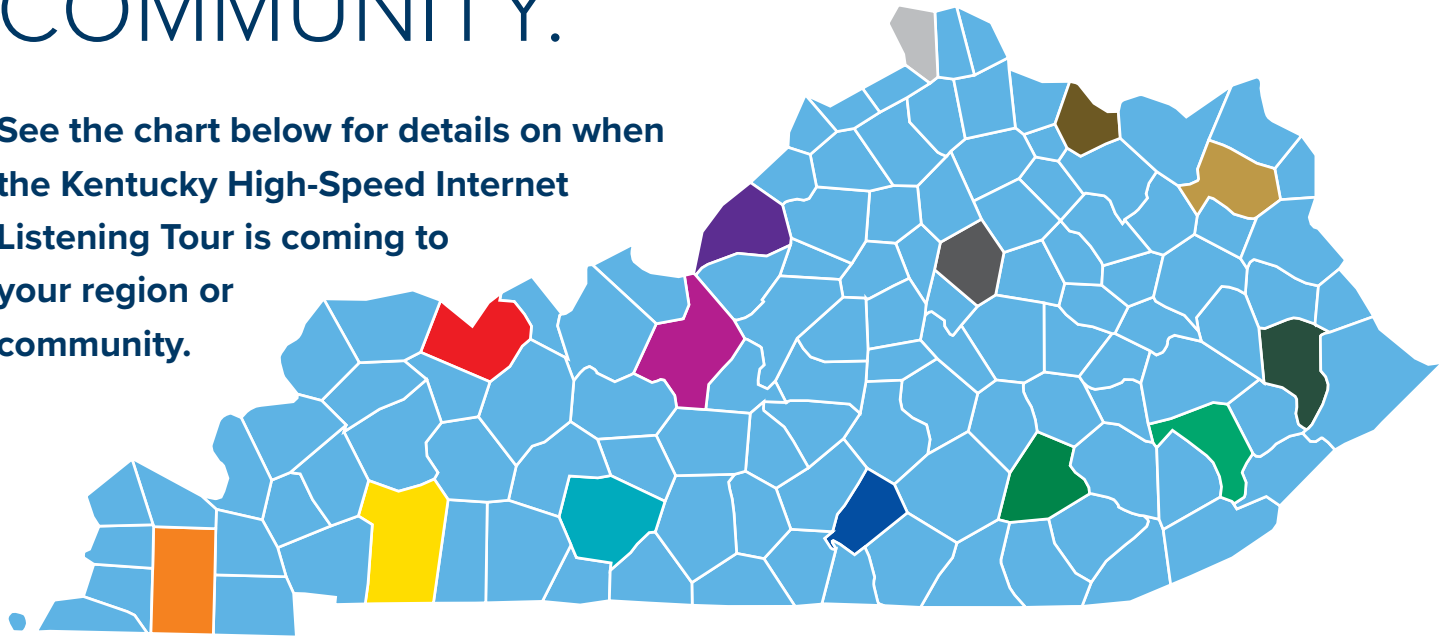 COMMUNITY.
See the chart below for details on when
the Kentucky High-Speed Internet
Listening Tour is coming to
your region or
community.